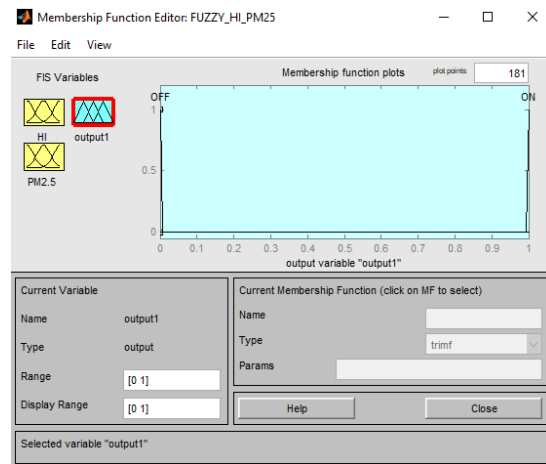 Membership Function Editor: FUZZY_HI_PM25
File Edit View
FIS Variables
HI
output1
PM2.5
Membership function plots
plot points:
181
OFF
ON
1
0.5
0
0 0.1 0.2 0.3 0.4 0.5 0.6 0.7 0.8 0.9 1
output variable "output1"
Current Variable
Name output1
Type output
Range [0 1]
Display Range [0 1]
Current Membership Function (click on MF to select)
Name
Type trimf
Params
Help Close
Selected variable "output1"